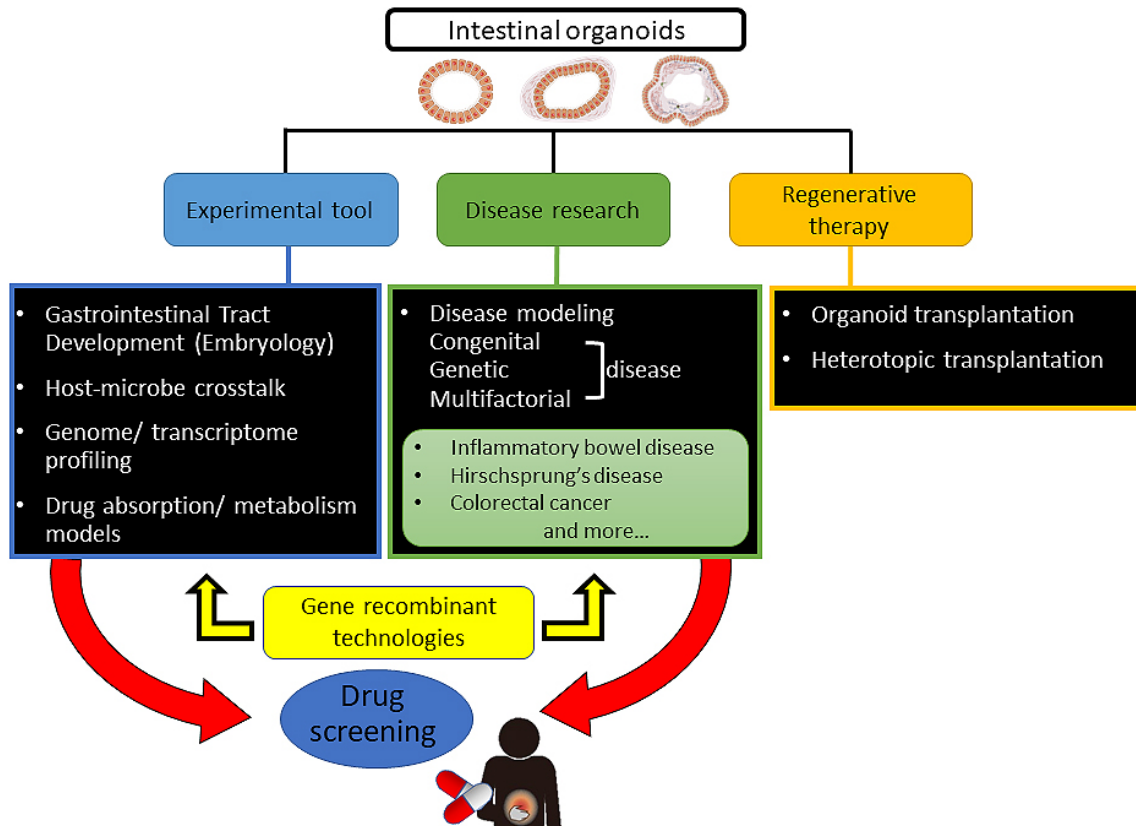 Intestinal organoids
Experimental tool
Disease research
Regenerative
therapy
• Gastrointestinal Tract
Development (Embryology)
• Host-microbe crosstalk
• Genome/ transcriptome
profiling
• Drug absorption/ metabolism
models
• Disease modeling
Congenital
Genetic
Multifactorial
disease
• Inflammatory bowel disease
• Hirschsprung’s disease
• Colorectal cancer
and more…
• Organoid transplantation
• Heterotopic transplantation
Gene recombinant
technologies
Drug
screening